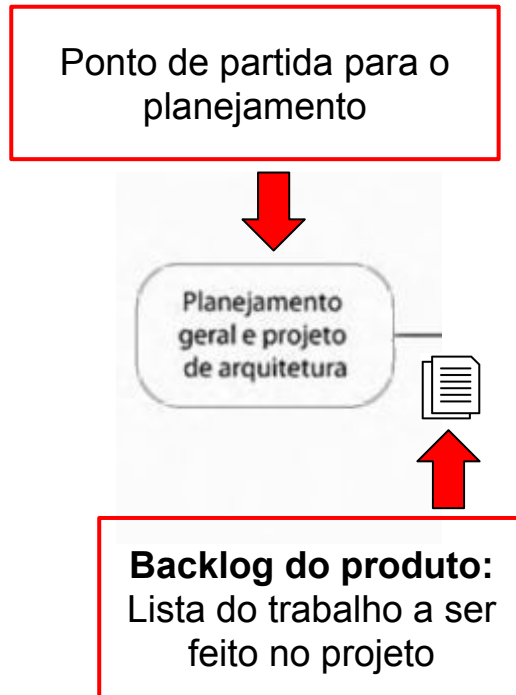 Ponto de partida para o
planejamento
Planejamento
geral e projeto
de arquitetura
Backlog do produto:
Lista do trabalho a ser
feito no projeto